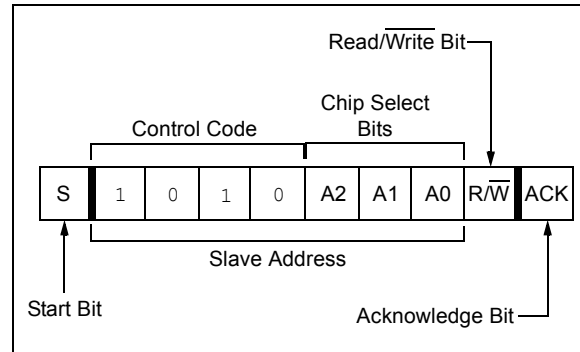 Read/Write Bit
Chip Select
Bits
Control Code
S 1 0 1 0 A2 A1 A0 R/W ACK
Slave Address
Start Bit
Acknowledge Bit